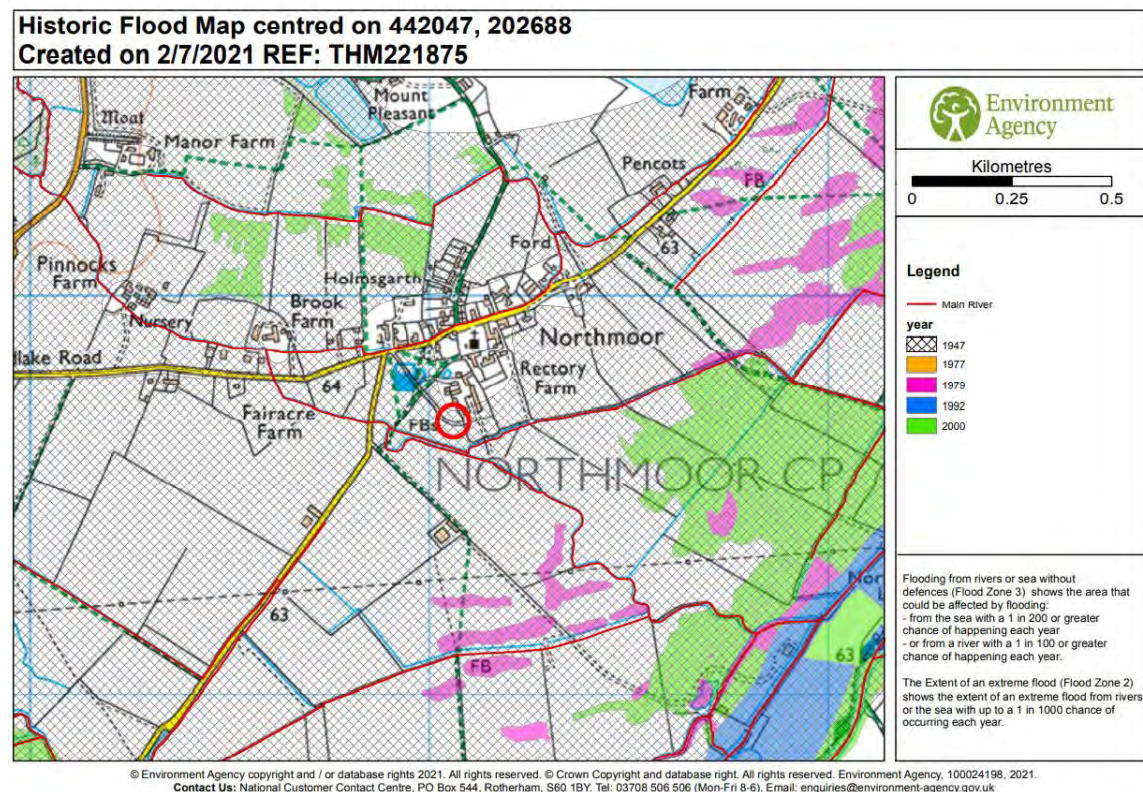 Historic Flood Map centred on 442047, 202688
Created on 2/7/2021 REF: THM221875
Environment
Agency
Kilometres
0 0.25 0.5
Legend
Main River
year
1947
1977
1979
1992
2000
Flooding from rivers or sea without
defences (Flood Zone 3) shows the area that
could be affected by flooding:
- from the sea with a 1 in 200 or greater
chance of happening each year
- or from a river with a 1 in 100 or greater
chance of happening each year.
The Extent of an extreme flood (Flood Zone 2)
shows the extent of an extreme flood from rivers
or the sea with up to a 1 in 1000 chance of
occurring each year.
Moat
Manor Farm
Mount
Pleasant
Farm
Pencots
FB
63
Ford
Pinnocks
Farm
Holmsgarth
Nursery
Brook
Farm
Northmoor
Road
64
Rectory
Farm
Fairacre
Farm
FBs
NORTHMOOR CP
63
FB
63
© Environment Agency copyright and / or database rights 2021. All rights reserved. © Crown Copyright and database right. All rights reserved. Environment Agency, 100024198, 2021.
Contact Us: National Customer Contact Centre, PO Box 544, Rotherham, S60 1BY. Tel: 03708 506 506 (Mon-Fri 8-6). Email: enquiries@environment-agency.gov.uk